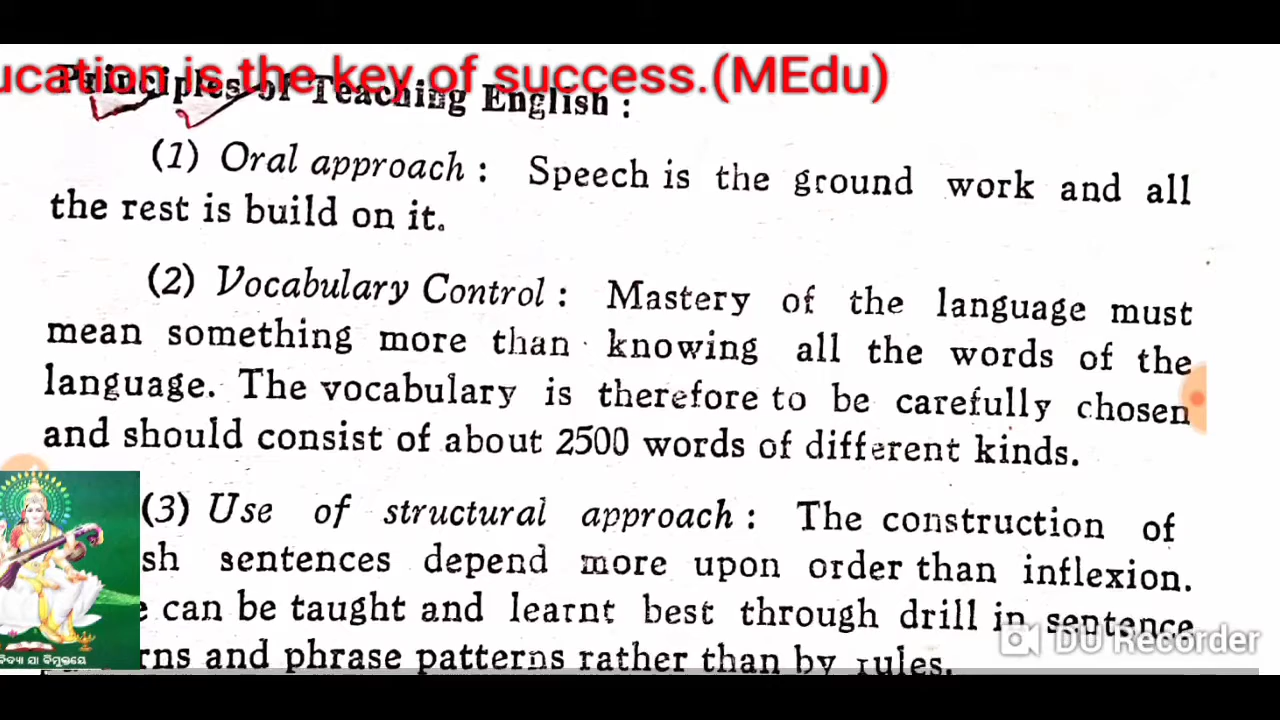 ucation is the key of success.(MEdu)
Principles of Teaching English :
(1) Oral approach : Speech is the ground work and all
the rest is build on it.
(2) Vocabulary Control : Mastery of the language must
mean something more than knowing all the words of the
language. The vocabulary is therefore to be carefully chosen
and should consist of about 2500 words of different kinds.
(3) Use of structural approach : The construction of
sh sentences depend more upon order than inflexion.
e can be taught and learnt best through drill in sentence
rns and phrase patterns rather than by rules.
ବିଦ୍ୟା ଯା ବିମୁକ୍ତୟେ
DU Recorder